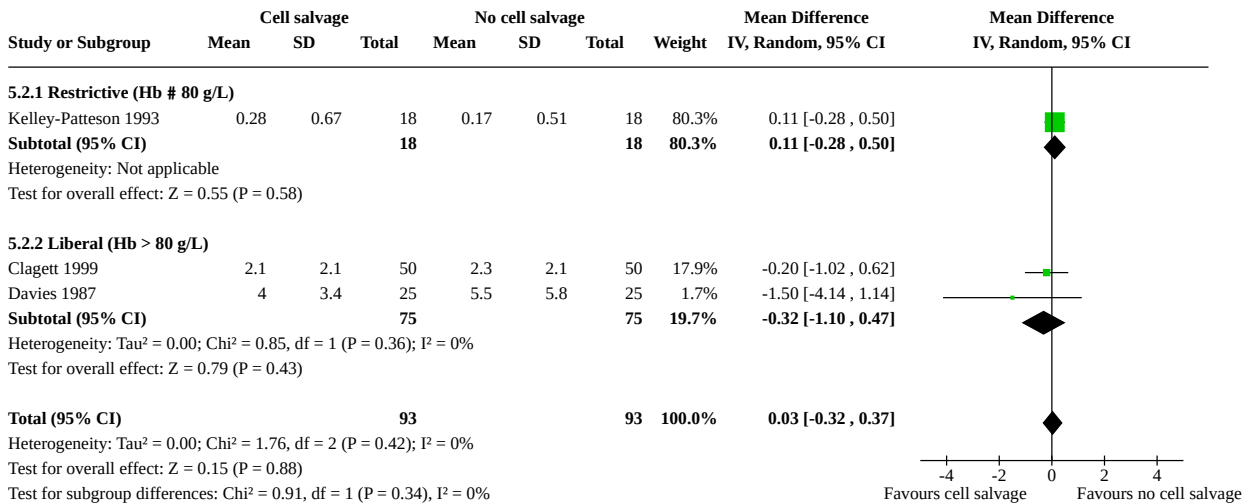 Cell salvage No cell salvage Mean Difference Mean Difference
Study or Subgroup Mean SD Total Mean SD Total Weight IV, Random, 95% CI IV, Random, 95% CI
5.2.1 Restrictive (Hb # 80 g/L)
Kelley-Patteson 1993 0.28 0.67 18 0.17 0.51 18 80.3% 0.11 [-0.28 , 0.50]
Subtotal (95% CI) 18 18 80.3% 0.11 [-0.28 , 0.50]
Heterogeneity: Not applicable
Test for overall effect: Z = 0.55 (P = 0.58)
5.2.2 Liberal (Hb > 80 g/L)
Clagett 1999 2.1 2.1 50 2.3 2.1 50 17.9% -0.20 [-1.02 , 0.62]
Davies 1987 4 3.4 25 5.5 5.8 25 1.7% -1.50 [-4.14 , 1.14]
Subtotal (95% CI) 75 75 19.7% -0.32 [-1.10 , 0.47]
Heterogeneity: Tau² = 0.00; Chi² = 0.85, df = 1 (P = 0.36); I² = 0%
Test for overall effect: Z = 0.79 (P = 0.43)
Total (95% CI) 93 93 100.0% 0.03 [-0.32 , 0.37]
Heterogeneity: Tau² = 0.00; Chi² = 1.76, df = 2 (P = 0.42); I² = 0%
Test for overall effect: Z = 0.15 (P = 0.88)
Test for subgroup differences: Chi² = 0.91, df = 1 (P = 0.34), I² = 0%
-4 -2 0 2 4
Favours cell salvage Favours no cell salvage